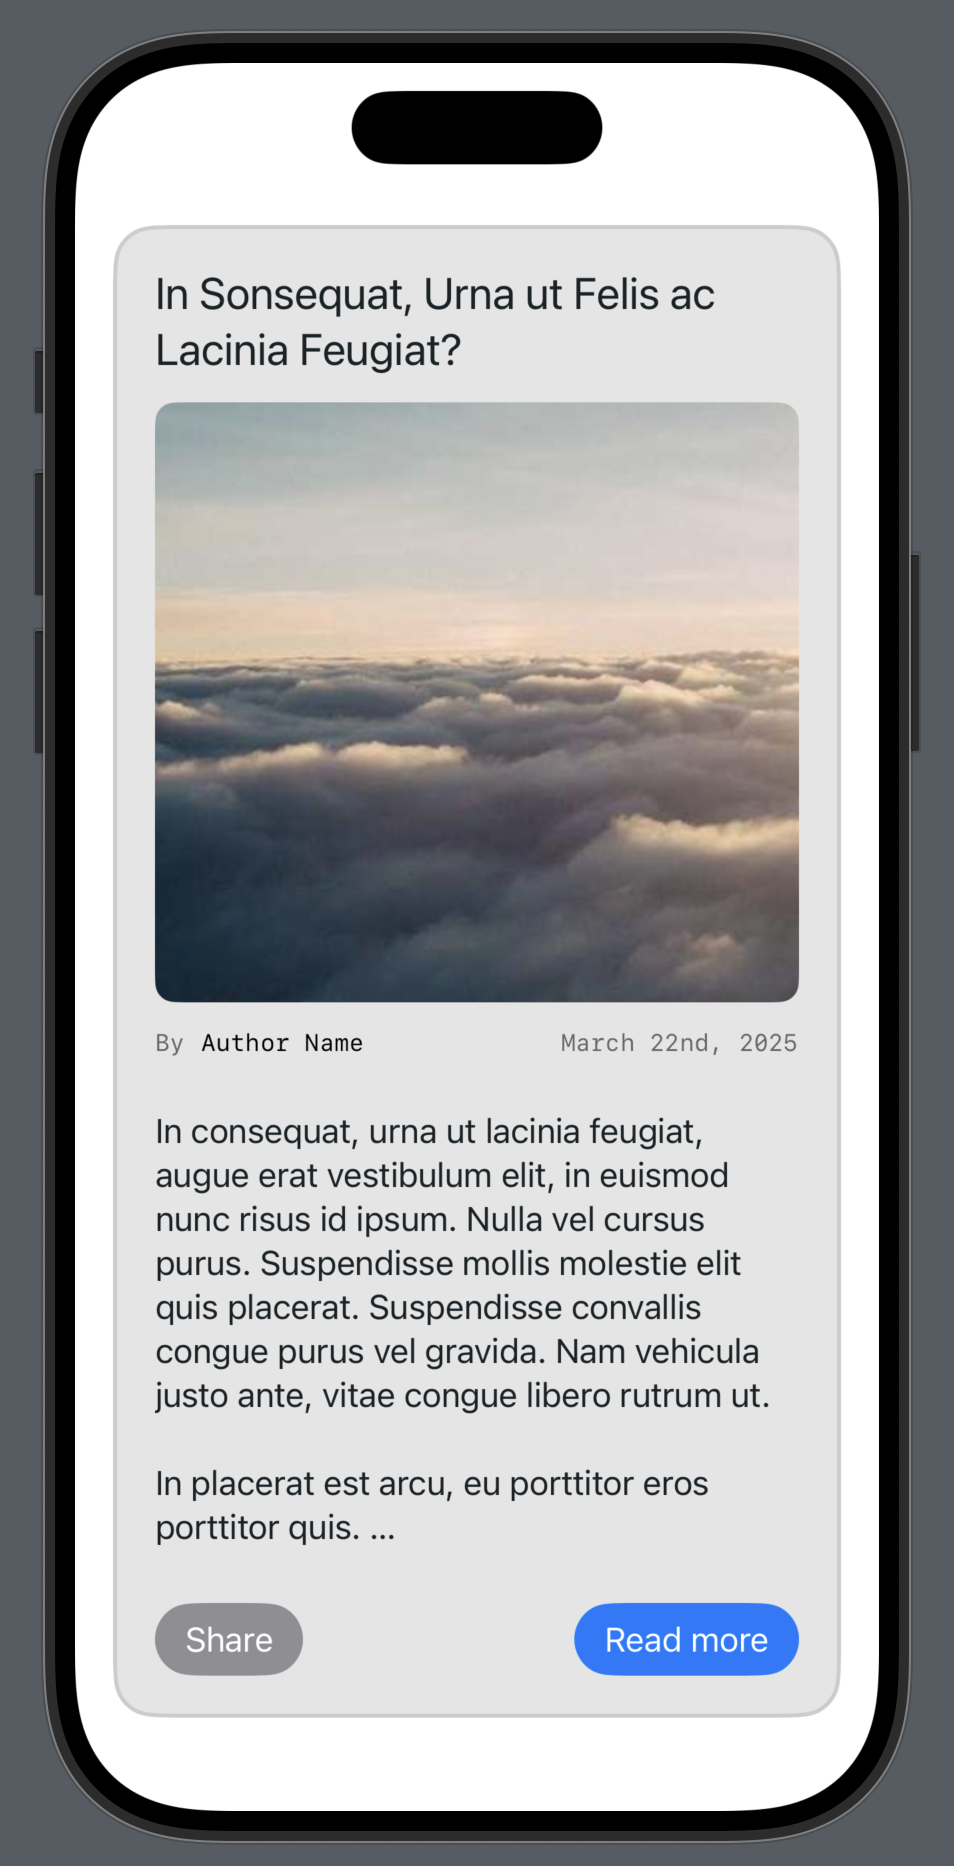 In Sonsequat, Urna ut Felis ac
Lacinia Feugiat?
By Author Name
March 22nd, 2025
In consequat, urna ut lacinia feugiat,
augue erat vestibulum elit, in euismod
nunc risus id ipsum. Nulla vel cursus
purus. Suspendisse mollis molestie elit
quis placerat. Suspendisse convallis
congue purus vel gravida. Nam vehicula
justo ante, vitae congue libero rutrum ut.
In placerat est arcu, eu porttitor eros
porttitor quis. ...
Share
Read more